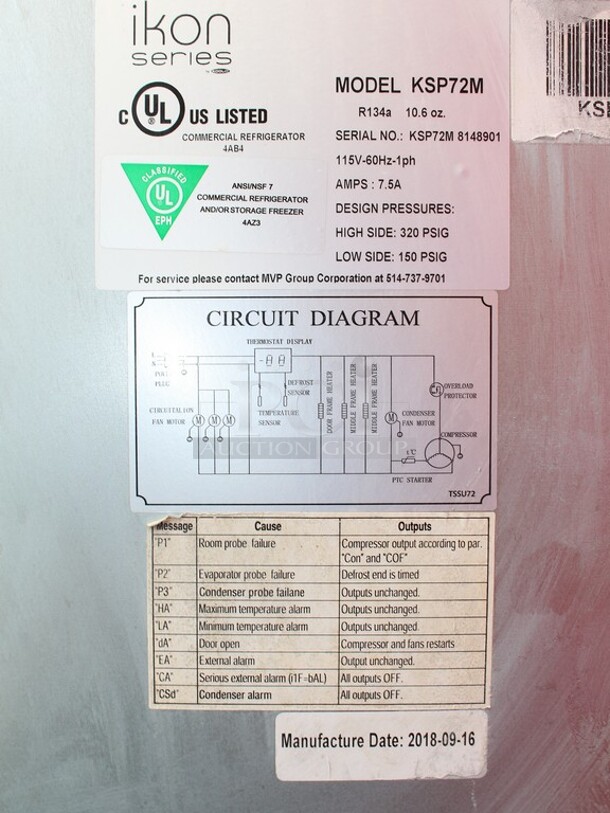 ikon
series
C UL US LISTED
COMMERCIAL REFRIGERATOR
4AB4
CLASSIFIED
UL
EPH
ANSI/NSF 7
COMMERCIAL REFRIGERATOR
AND/OR STORAGE FREEZER
4AZ3
MODEL KSP72M
R134a 10.6 oz.
SERIAL NO.: KSP72M 8148901
115V-60Hz-1ph
AMPS : 7.5A
DESIGN PRESSURES:
HIGH SIDE: 320 PSIG
LOW SIDE: 150 PSIG
For service please contact MVP Group Corporation at 514-737-9701
CIRCUIT DIAGRAM
THERMOSTAT DISPLAY
PLUG
DEFROST
SENSOR
TEMPERATURE
SENSOR
CIRCUITALION
FAN MOTOR
M M M
DOOR FRAME HEATER
MIDDLE FRAME HEATER
MIDDLE FRAME HEATER
M
CONDENSER
FAN MOTOR
OVERLOAD
PROTECTOR
COMPRESSOR
t℃
PTC STARTER
TSSU72
AUCTION GROUP
Message Cause Outputs
"P1" Room probe failure Compressor output according to par.
"Con" and "COF"
"P2" Evaporator probe failure Defrost end is timed
"P3" Condenser probe failane Outputs unchanged.
"HA" Maximum temperature alarm Outputs unchanged.
"LA" Minimum temperature alarm Outputs unchanged.
"dA" Door open Compressor and fans restarts
"EA" External alarm Output unchanged.
"CA" Serious external alarm (i1F=bAL) All outputs OFF.
"CSd" Condenser alarm All outputs OFF.
Manufacture Date: 2018-09-16